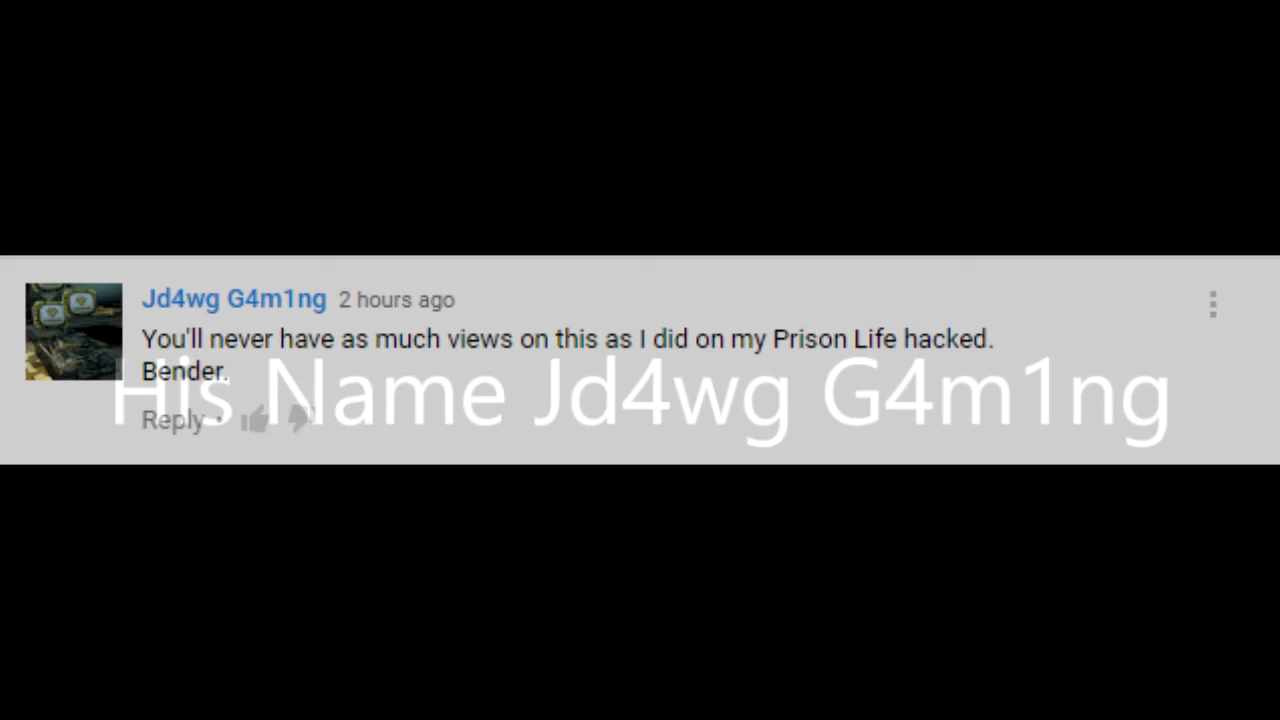 Jd4wg G4m1ng 2 hours ago
You'll never have as much views on this as I did on my Prison Life hacked.
Bender.
His Name Jd4wg G4m1ng
Reply •